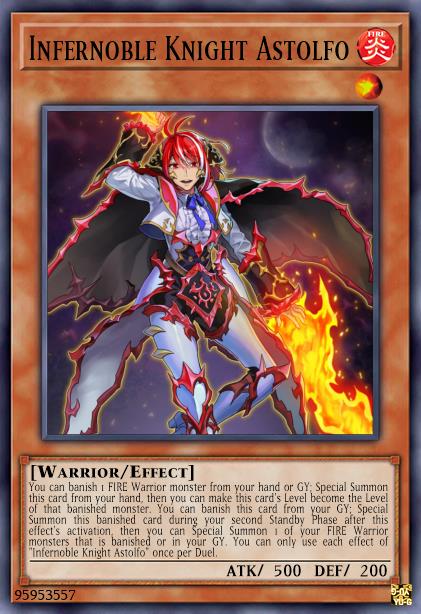 INFERNOBLE KNIGHT ASTOLFO
FIRE
炎
[WARRIOR/EFFECT]
You can banish 1 FIRE Warrior monster from your hand or GY; Special Summon
this card from your hand, then you can make this card's Level become the Level
of that banished monster. You can banish this card from your GY; Special
Summon this banished card during your second Standby Phase after this
effect's activation, then you can Special Summon 1 of your FIRE Warrior
monsters that is banished or in your GY. You can only use each effect of
"Infernoble Knight Astolfo" once per Duel.
ATK/ 500 DEF/ 200
95953557